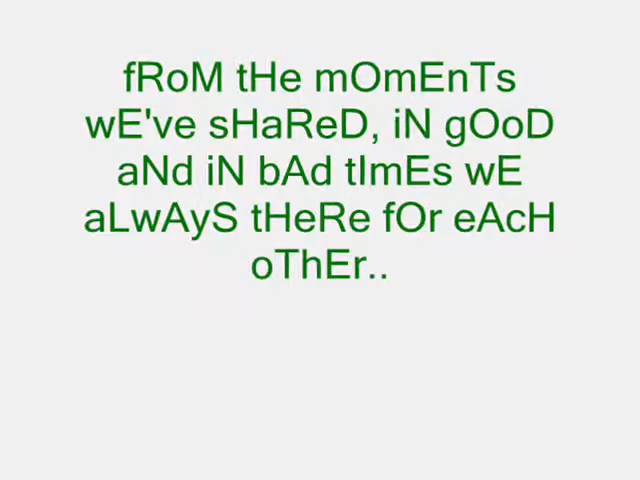 fRoM tHe mOmEnTs
wE've sHaReD, iN gOoD
aNd iN bAd tImEs wE
aLwAyS tHeRe fOr eAcH
oThEr..